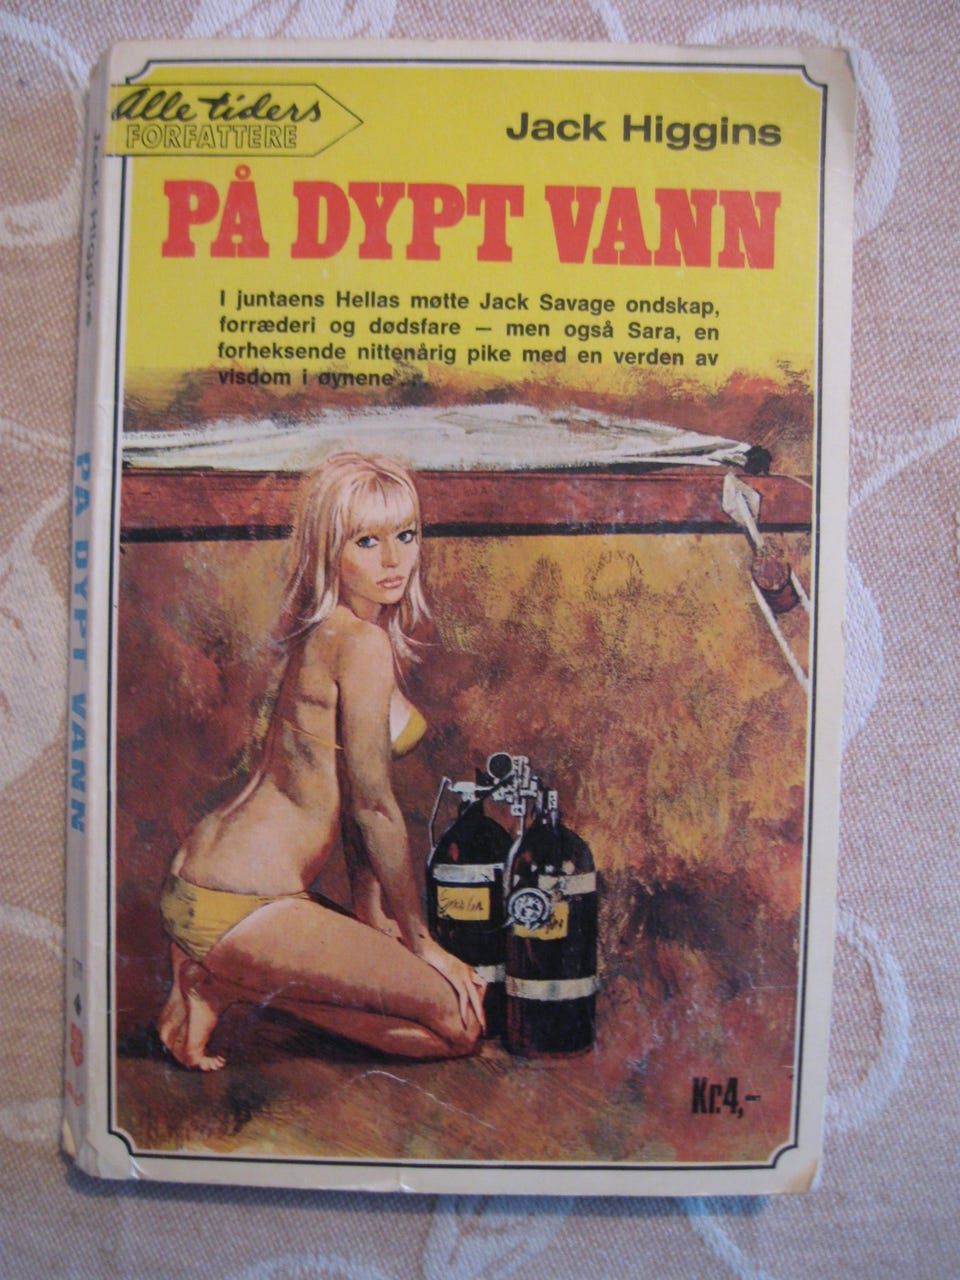 Alle tiders
FORFATTERE
Jack Higgins
PÅ DYPT VANN
I juntaens Hellas møtte Jack Savage ondskap,
forræderi og dødsfare — men også Sara, en
forheksende nittenårig pike med en verden av
visdom i øynene ...
Kr. 4,-
Jack Higgins
PÅ DYPT VANN